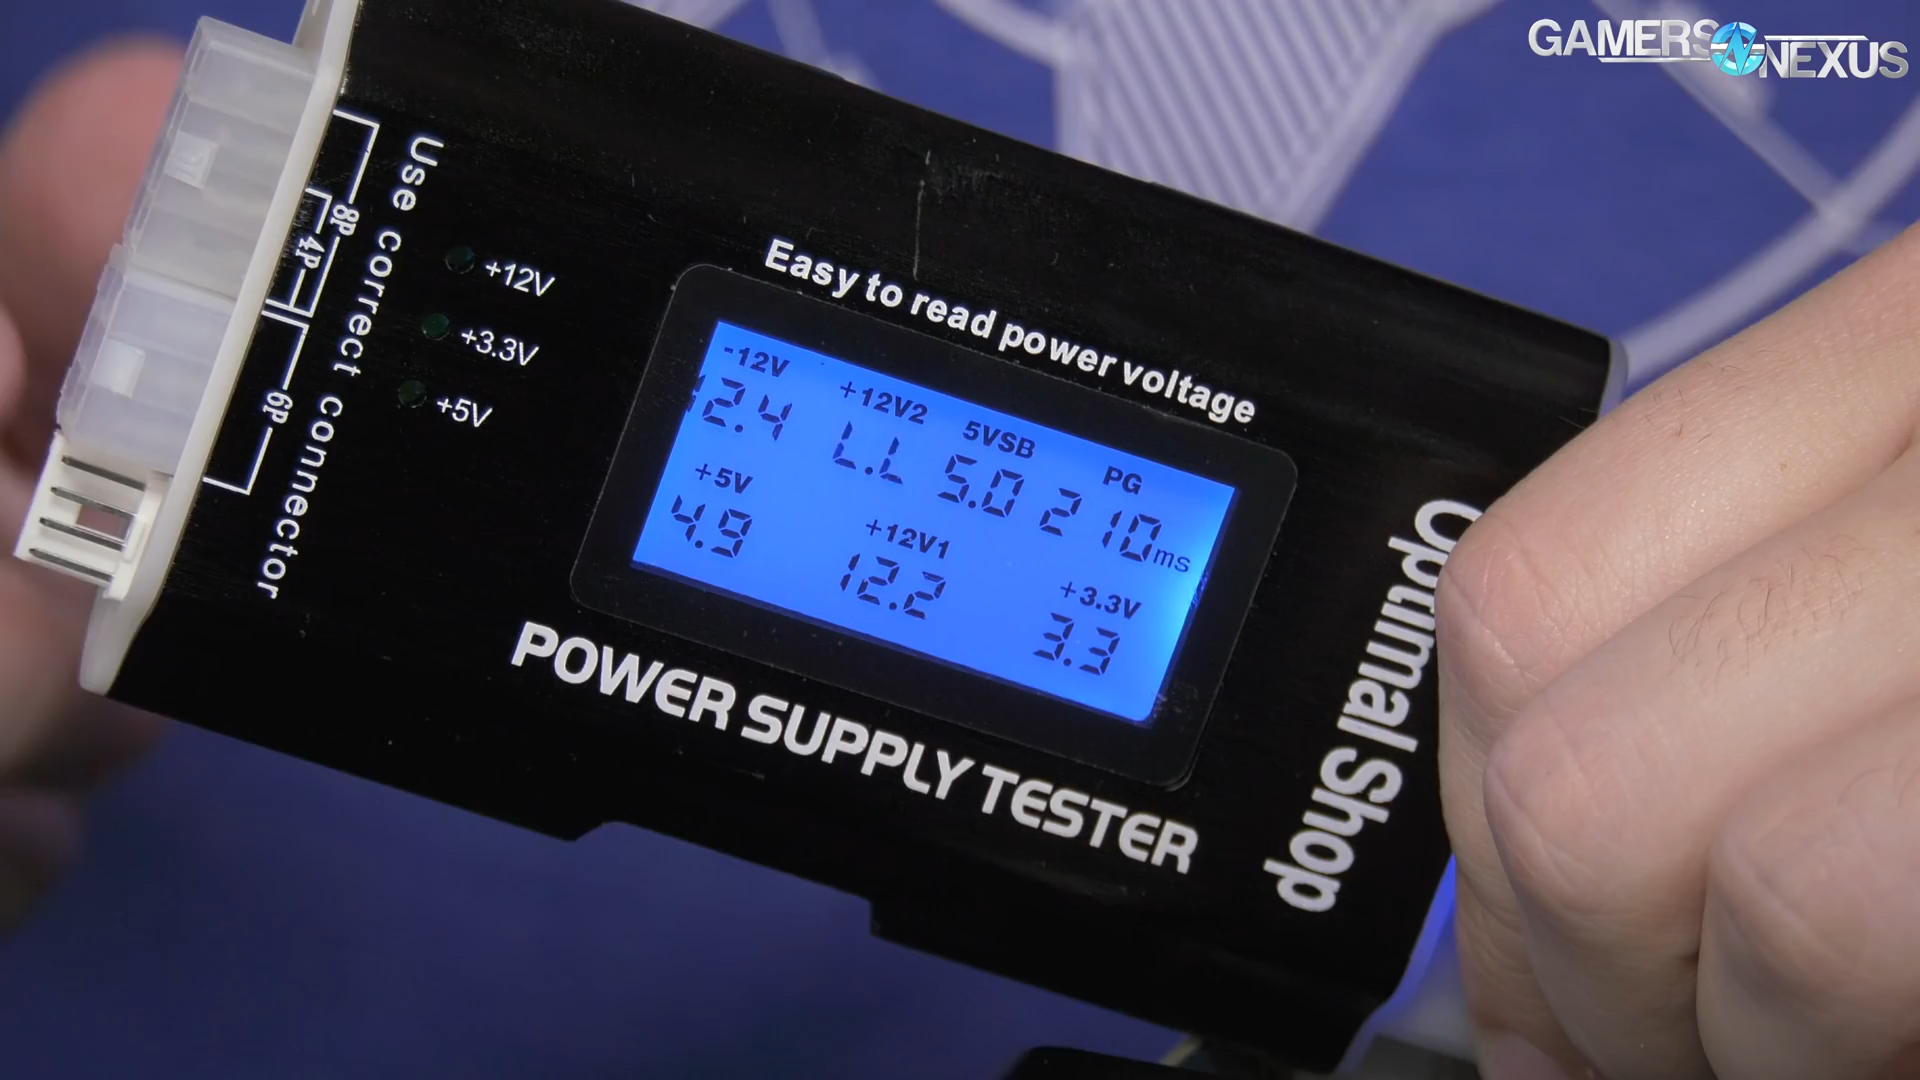 GAMERS NEXUS
Use correct connector
8P
4P
6P
+12V
+3.3V
+5V
Easy to read power voltage
-12V +12V2 5VSB PG
12.4 L.L 5.0 210ms
+5V +12V1 +3.3V
4.9 12.2 3.3
POWER SUPPLY TESTER
Optimal Shop